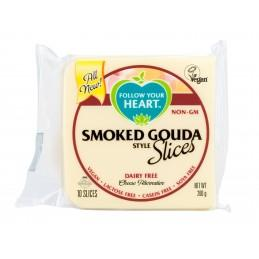 All
New!
FOLLOW YOUR
HEART®
Vegan
NON-GM
SMOKED GOUDA
STYLE Slices
DAIRY FREE
Cheese Alternative
VEGAN • LACTOSE FREE • CASEIN FREE • SOYA FREE
10 SLICES
NET WT
200 g